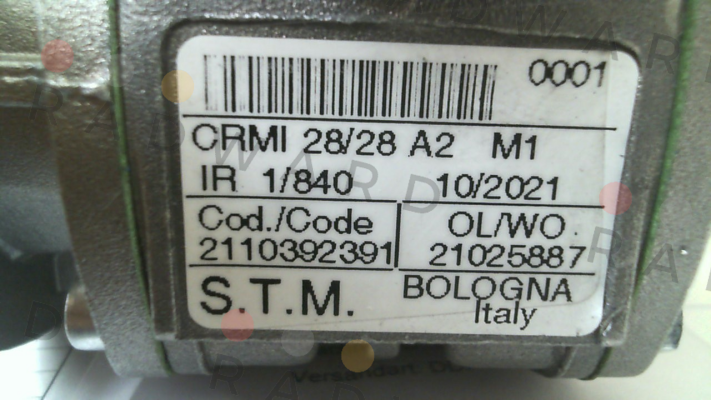 0001
CRMI 28/28 A2 M1
IR 1/840 10/2021
Cod./Code OL/WO.
2110392391 21025887
S.T.M. BOLOGNA
Italy
Versandart